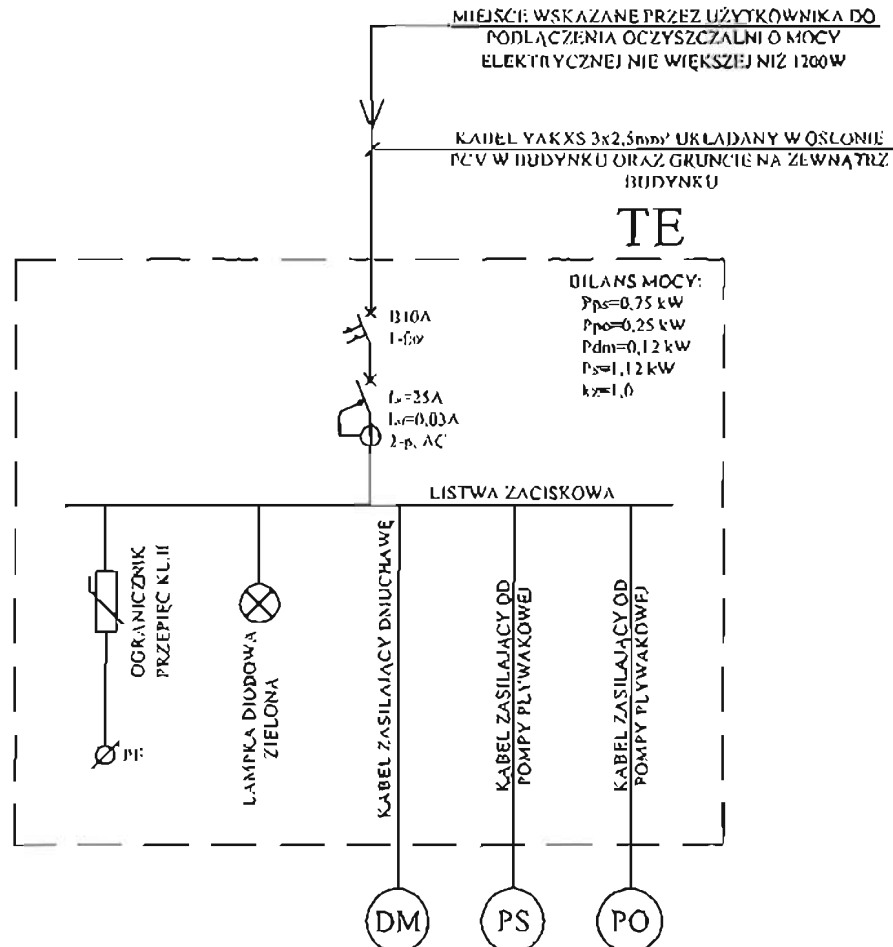 MIEJSCE WSKAZANE PRZEZ UŻYTKOWNIKA DO
PODŁĄCZENIA OCZYSZCZALNI O MOCY
ELEKTRYCZNEJ NIE WIĘKSZEJ NIŻ 1200W
KABEL YAKXS 3x2,5mm² UKŁADANY W OSŁONIE
PCV W BUDYNKU ORAZ GRUNCIE NA ZEWNĄTRZ
BUDYNKU
TE
BILANS MOCY:
Pps=0,75 kW
Ppo=0,25 kW
Pdm=0,12 kW
Ps=1,12 kW
kz=1,0
B10A
1-faz
In=25A
=0,03A
2-p, AC
LISTWA ZACISKOWA
OGRANICZNIK
PRZEPIĘĆ KL.II
PE
LAMPKA DIODOWA
ZIELONA
KABEL ZASILAJĄCY DMUCHAWĘ
KABEL ZASILAJĄCY OD
POMPY PŁYWAKOWEJ
KABEL ZASILAJĄCY OD
POMPY PŁYWAKOWEJ
DM
PS
PO